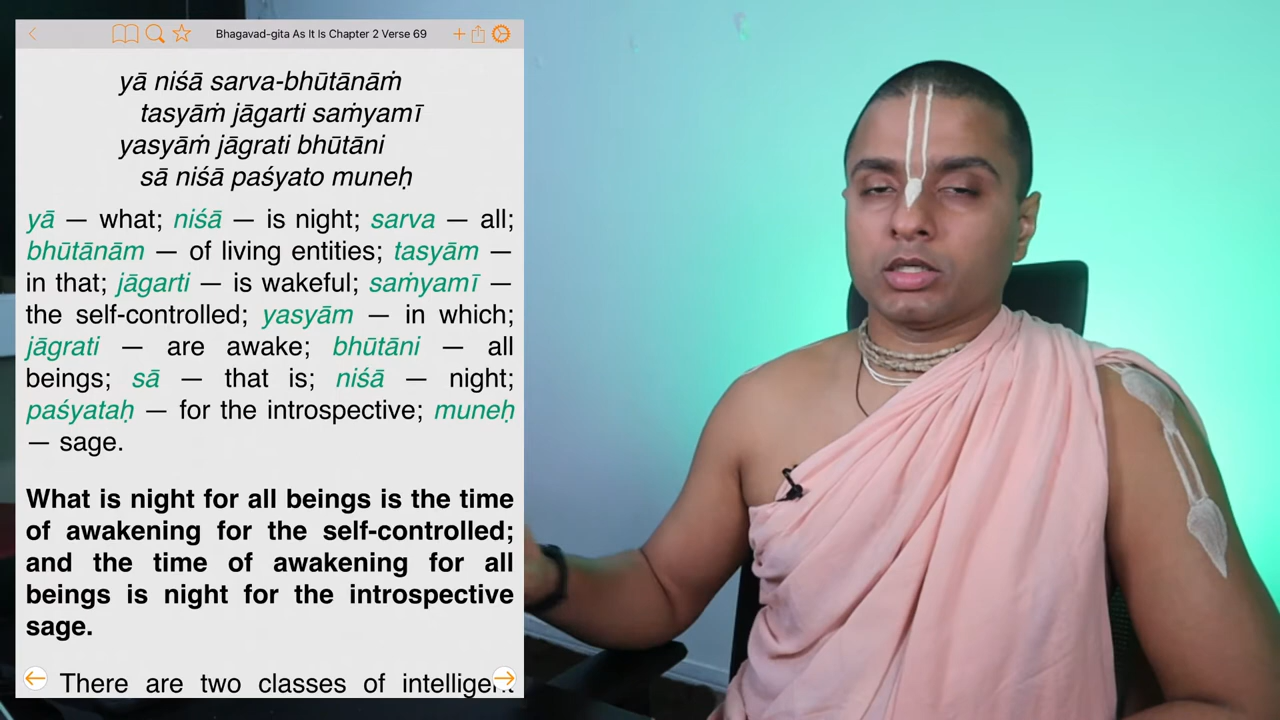 Bhagavad-gita As It Is Chapter 2 Verse 69
yā niśā sarva-bhūtānāṁ
tasyāṁ jāgarti saṁyamī
yasyāṁ jāgrati bhūtāni
sā niśā paśyato muneḥ
yā — what; niśā — is night; sarva — all;
bhūtānām — of living entities; tasyām —
in that; jāgarti — is wakeful; saṁyamī —
the self-controlled; yasyām — in which;
jāgrati — are awake; bhūtāni — all
beings; sā — that is; niśā — night;
paśyataḥ — for the introspective; muneḥ
— sage.
What is night for all beings is the time
of awakening for the self-controlled;
and the time of awakening for all
beings is night for the introspective
sage.
There are two classes of intelligent